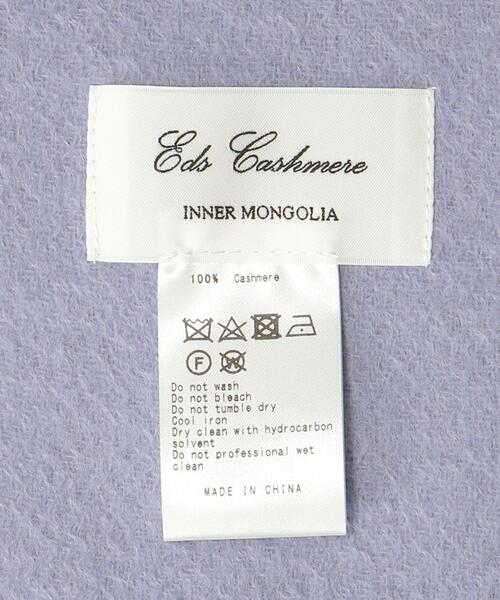 Eds Cashmere
INNER MONGOLIA
100% Cashmere
F W
Do not wash
Do not bleach
Do not tumble dry
Cool iron
Dry clean with hydrocarbon
solvent
Do not professional wet
clean
MADE IN CHINA